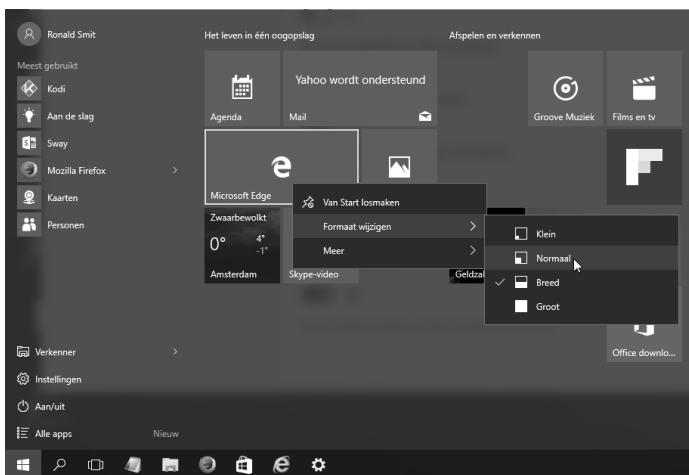 Ronald Smit
Meest gebruikt
Kodi
Aan de slag
Sway
Mozilla Firefox
Kaarten
Personen
Verkenner
Instellingen
Aan/uit
Alle apps
Nieuw
Het leven in één oogopslag
Afspelen en verkennen
Agenda
Yahoo wordt ondersteund
Mail
Groove Muziek
Films en tv
Microsoft Edge
Zwaarbewolkt
0°
4°
-1°
Amsterdam
Skype-video
Van Start losmaken
Formaat wijzigen
Meer
Klein
Normaal
Breed
Groot
Office downlo...